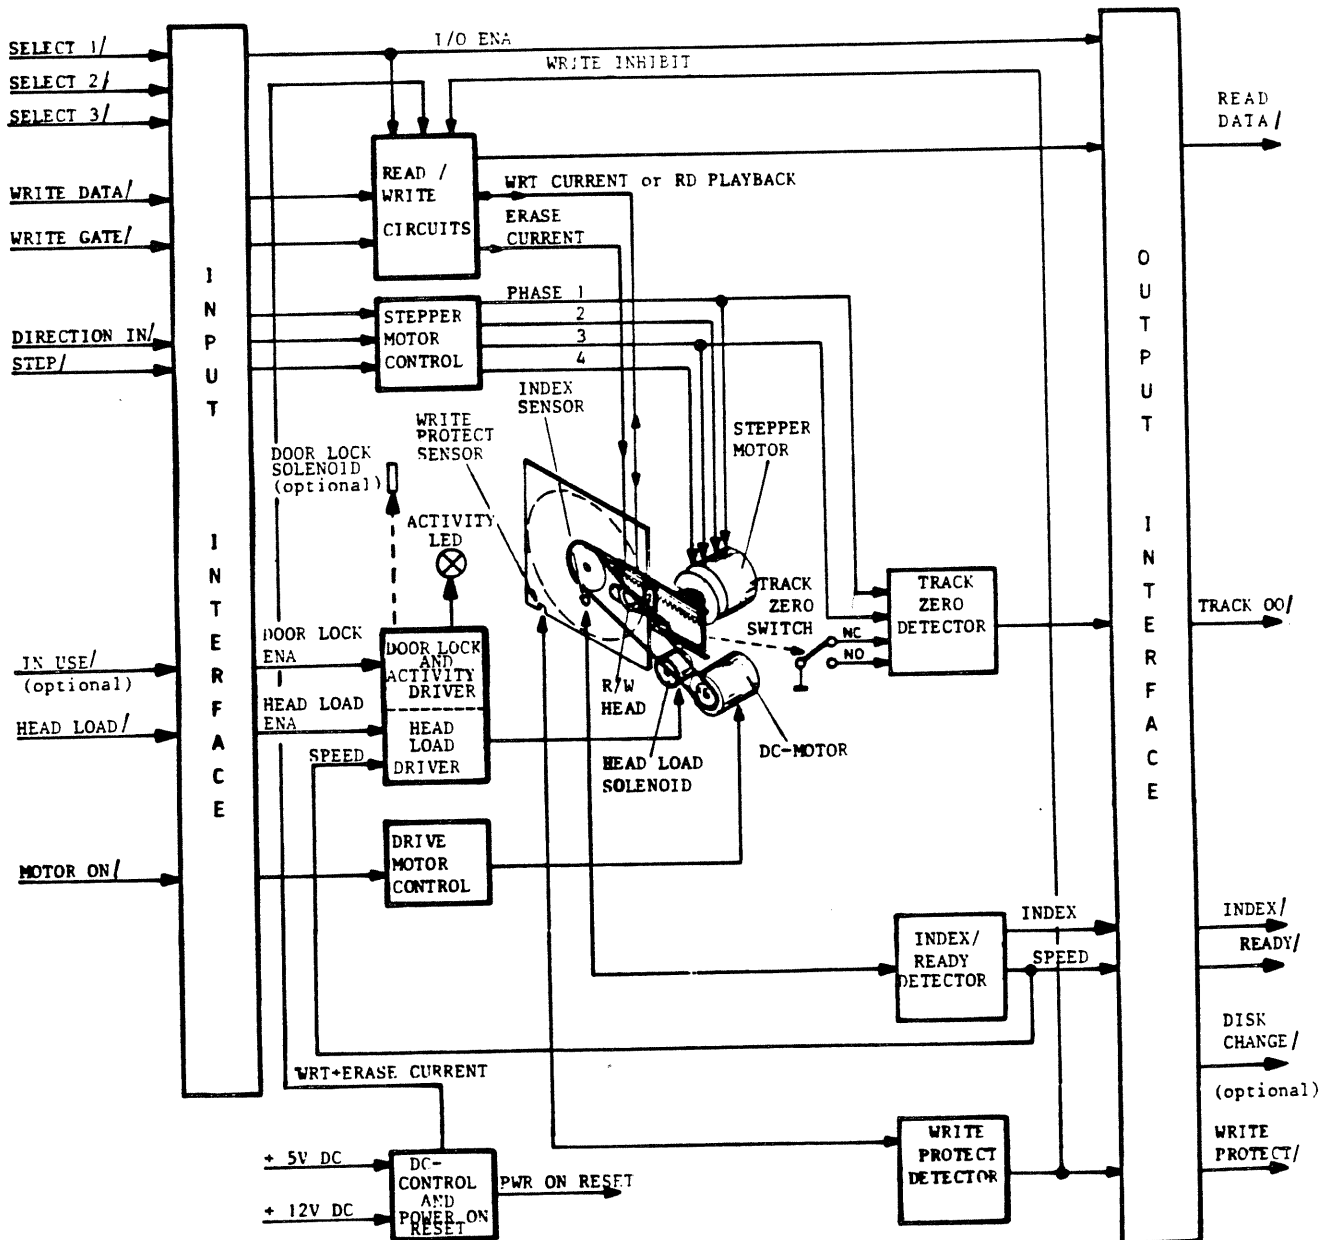 SELECT 1/
SELECT 2/
SELECT 3/
WRITE DATA/
WRITE GATE/
DIRECTION IN/
STEP/
IN USE/
(optional)
HEAD LOAD/
MOTOR ON/
INPUT
INTERFACE
I/O ENA
WRITE INHIBIT
READ /
WRITE
CIRCUITS
WRT CURRENT or RD PLAYBACK
ERASE
CURRENT
STEPPER
MOTOR
CONTROL
PHASE 1
2
3
4
INDEX
SENSOR
WRITE
PROTECT
SENSOR
DOOR LOCK
SOLENOID
(optional)
ACTIVITY
LED
STEPPER
MOTOR
TRACK
ZERO
SWITCH
NC
NO
TRACK
ZERO
DETECTOR
DOOR LOCK
ENA
DOOR LOCK
AND
ACTIVITY
DRIVER
HEAD LOAD
ENA
HEAD
LOAD
DRIVER
SPEED
R/W
HEAD
HEAD LOAD
SOLENOID
DC-MOTOR
DRIVE
MOTOR
CONTROL
INDEX/
READY
DETECTOR
INDEX
SPEED
WRT+ERASE CURRENT
+ 5V DC
+ 12V DC
DC-
CONTROL
AND
POWER ON
RESET
PWR ON RESET
WRITE
PROTECT
DETECTOR
OUTPUT
INTERFACE
READ
DATA/
TRACK 00/
INDEX/
READY/
DISK
CHANGE/
(optional)
WRITE
PROTECT/